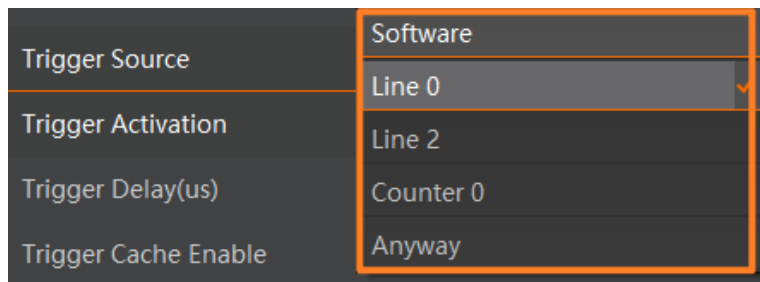 Trigger Source
Trigger Activation
Trigger Delay(us)
Trigger Cache Enable
Software
Line 0
Line 2
Counter 0
Anyway